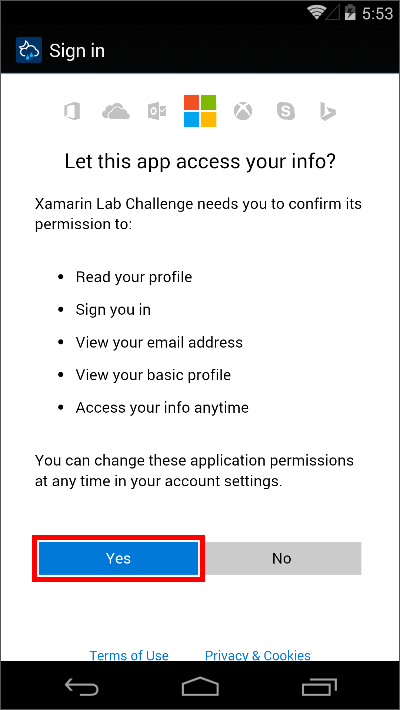 5:53
Sign in
Let this app access your info?
Xamarin Lab Challenge needs you to confirm its
permission to:
• Read your profile
• Sign you in
• View your email address
• View your basic profile
• Access your info anytime
You can change these application permissions
at any time in your account settings.
Yes
No
Terms of Use
Privacy & Cookies